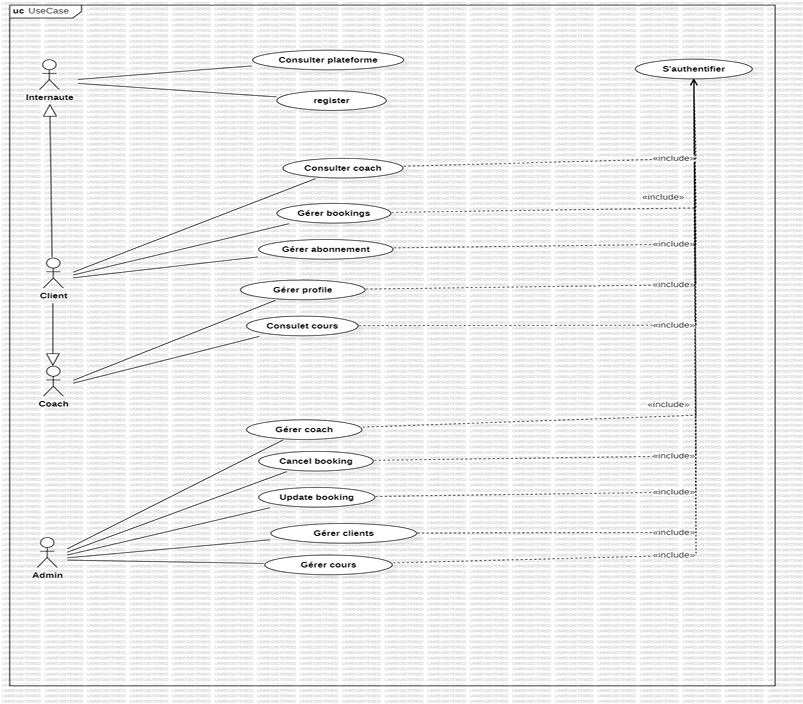 uc UseCase
Consulter plateforme
S'authentifier
Internaute
register
Consulter coach
«include»
«include»
Gérer bookings
«include»
Gérer abonnement
Client
Gérer profile
«include»
Consulet cours
«include»
Coach
«include»
Gérer coach
Cancel booking
«include»
Update booking
«include»
Gérer clients
«include»
«include»
Gérer cours
Admin